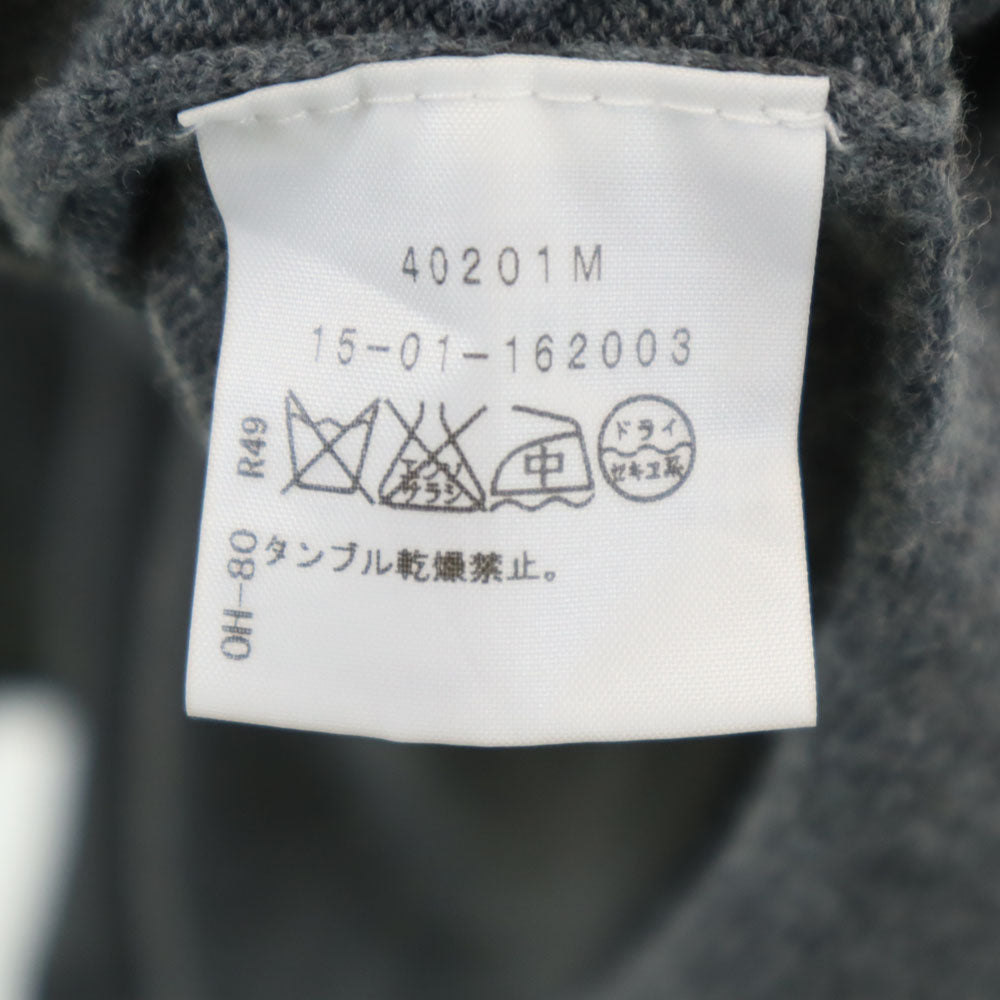 40201M
15-01-162003
エンソ
サラシ
中
ドライ
セキユ系
タンブル乾燥禁止。
OH-80 R49